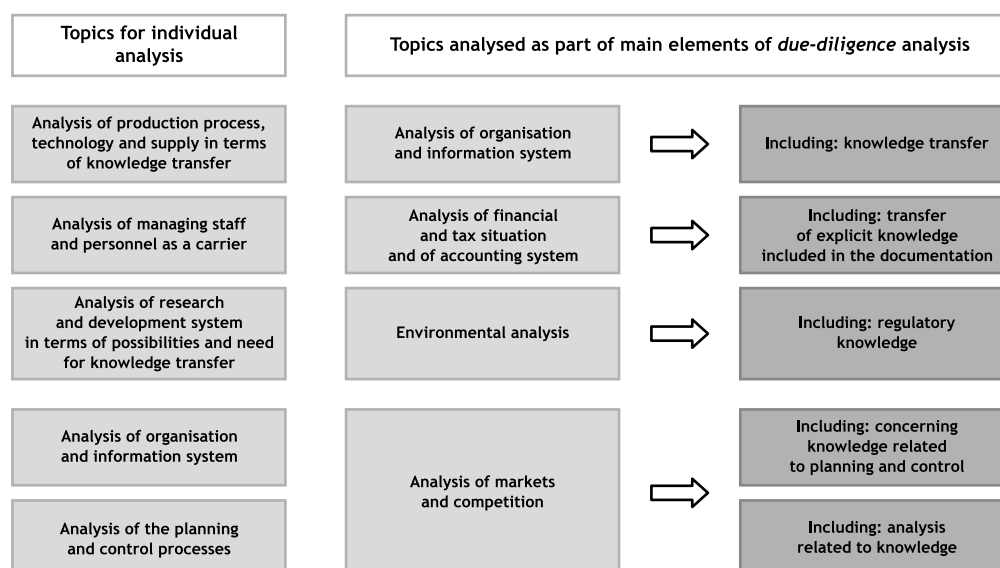 Topics for individual
analysis
Topics analysed as part of main elements of due-diligence analysis
Analysis of production process,
technology and supply in terms
of knowledge transfer
Analysis of organisation
and information system
Including: knowledge transfer
Analysis of managing staff
and personnel as a carrier
Analysis of financial
and tax situation
and of accounting system
Including: transfer
of explicit knowledge
included in the documentation
Analysis of research
and development system
in terms of possibilities and need
for knowledge transfer
Environmental analysis
Including: regulatory
knowledge
Analysis of organisation
and information system
Analysis of markets
and competition
Including: concerning
knowledge related
to planning and control
Analysis of the planning
and control processes
Including: analysis
related to knowledge